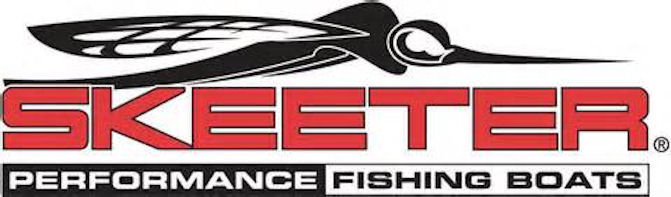 SKEETER®
PERFORMANCE FISHING BOATS